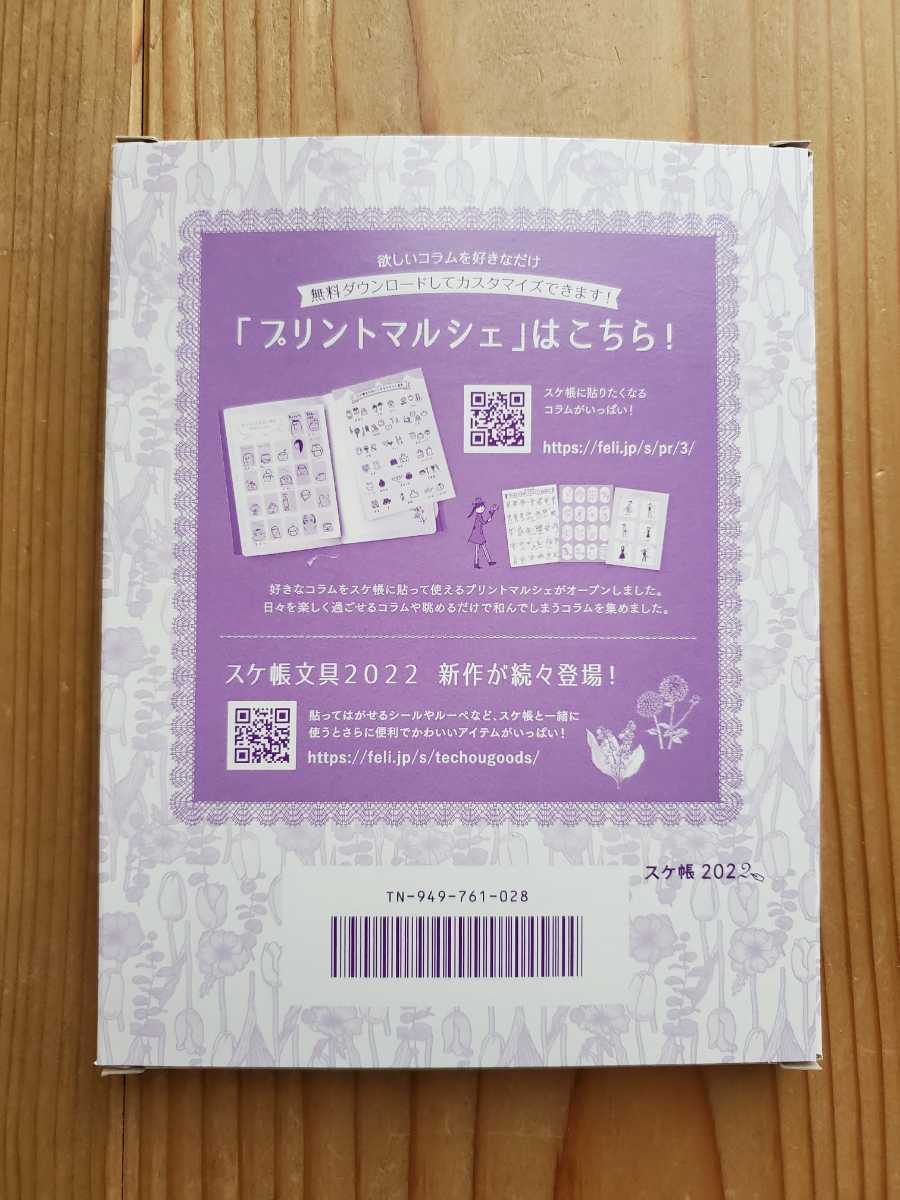 欲しいコラムを好きなだけ
無料ダウンロードしてカスタマイズできます!
「プリントマルシェ」はこちら!
スケ帳に貼りたくなる
コラムがいっぱい!
https://feli.jp/s/pr/3/
好きなコラムをスケ帳に貼って使えるプリントマルシェがオープンしました。
日々を楽しく過ごせるコラムや眺めるだけで和んでしまうコラムを集めました。
スケ帳文具2022 新作が続々登場!
貼ってはがせるシールやルーペなど、スケ帳と一緒に
使うとさらに便利でかわいいアイテムがいっぱい!
https://feli.jp/s/techougoods/
スケ帳 2022
TN-949-761-028